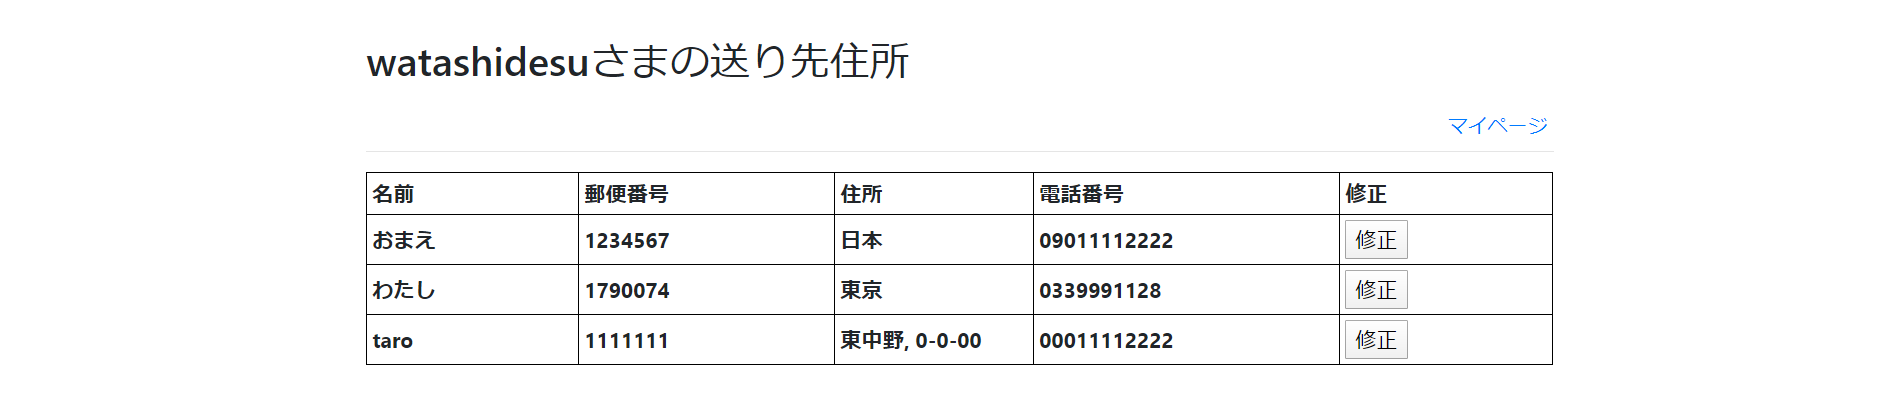 watashidesuさまの送り先住所
マイページ
名前 郵便番号 住所 電話番号 修正
おまえ 1234567 日本 09011112222 修正
わたし 1790074 東京 0339991128 修正
taro 1111111 東中野, 0-0-00 00011112222 修正